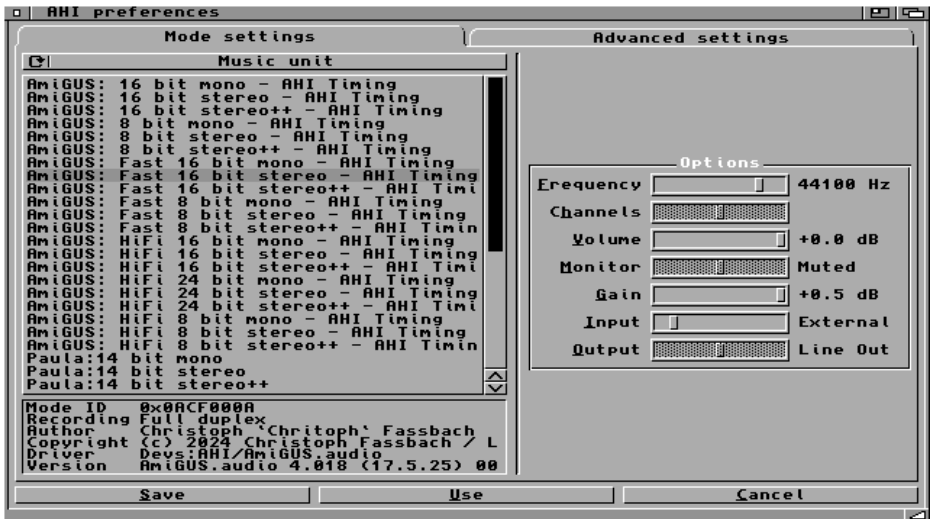 AHI preferences
Mode settings
Advanced settings
Music unit
AmiGUS: 16 bit mono - AHI Timing
AmiGUS: 16 bit stereo - AHI Timing
AmiGUS: 16 bit stereo++ - AHI Timing
AmiGUS: 8 bit mono - AHI Timing
AmiGUS: 8 bit stereo - AHI Timing
AmiGUS: 8 bit stereo++ - AHI Timing
AmiGUS: Fast 16 bit mono - AHI Timing
AmiGUS: Fast 16 bit stereo - AHI Timing
AmiGUS: Fast 16 bit stereo++ - AHI Timi
AmiGUS: Fast 8 bit mono - AHI Timing
AmiGUS: Fast 8 bit stereo - AHI Timing
AmiGUS: Fast 8 bit stereo++ - AHI Timin
AmiGUS: HiFi 16 bit mono - AHI Timing
AmiGUS: HiFi 16 bit stereo - AHI Timing
AmiGUS: HiFi 16 bit stereo++ - AHI Timi
AmiGUS: HiFi 24 bit mono - AHI Timing
AmiGUS: HiFi 24 bit stereo - AHI Timing
AmiGUS: HiFi 24 bit stereo++ - AHI Timi
AmiGUS: HiFi 8 bit mono - AHI Timing
AmiGUS: HiFi 8 bit stereo - AHI Timing
AmiGUS: HiFi 8 bit stereo++ - AHI Timin
Paula:14 bit mono
Paula:14 bit stereo
Paula:14 bit stereo++
Mode ID 0x0ACF000A
Recording Full duplex
Author Christoph `Chritoph` Fassbach
Copyright (c) 2024 Christoph Fassbach / L
Driver Devs:AHI/AmiGUS.audio
Version AmiGUS.audio 4.018 (17.5.25) 00
Options
Frequency 44100 Hz
Channels
Volume +0.0 dB
Monitor Muted
Gain +0.5 dB
Input External
Output Line Out
Save
Use
Cancel